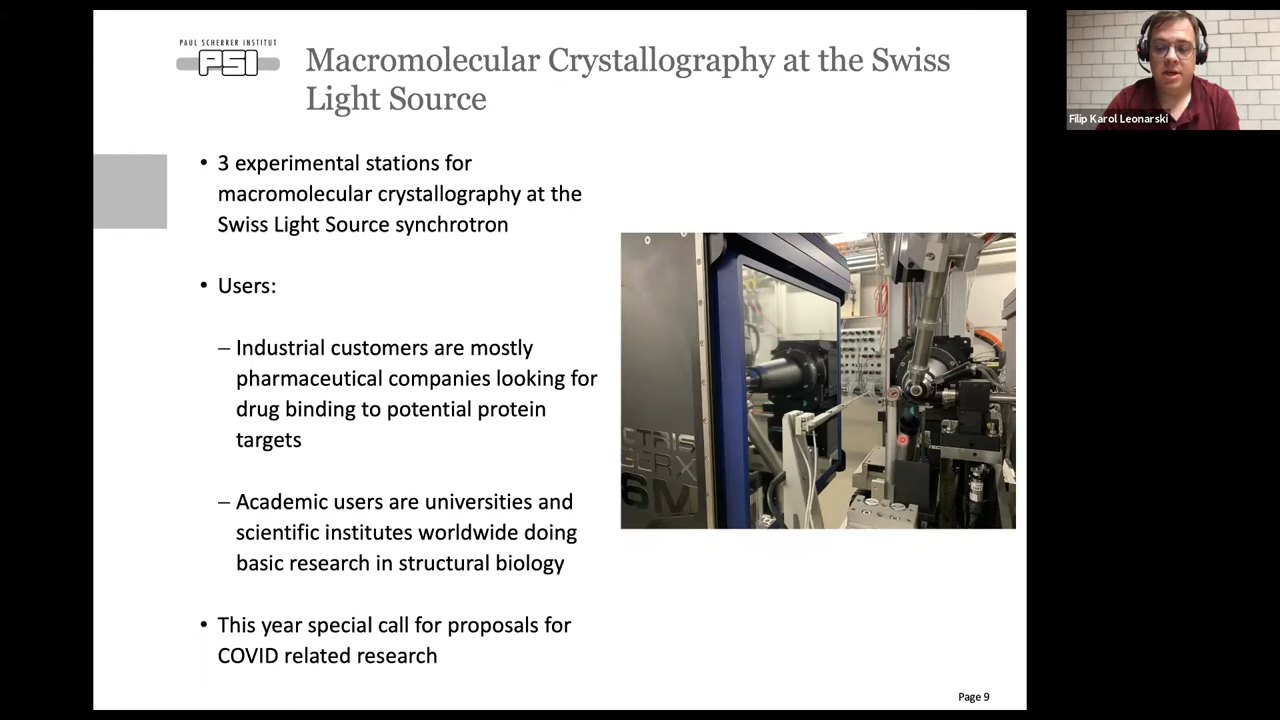 PAUL SCHERRER INSTITUT
PSI
Macromolecular Crystallography at the Swiss
Light Source
Filip Karol Leonarski
• 3 experimental stations for
macromolecular crystallography at the
Swiss Light Source synchrotron
• Users:
– Industrial customers are mostly
pharmaceutical companies looking for
drug binding to potential protein
targets
– Academic users are universities and
scientific institutes worldwide doing
basic research in structural biology
• This year special call for proposals for
COVID related research
6M
Page 9